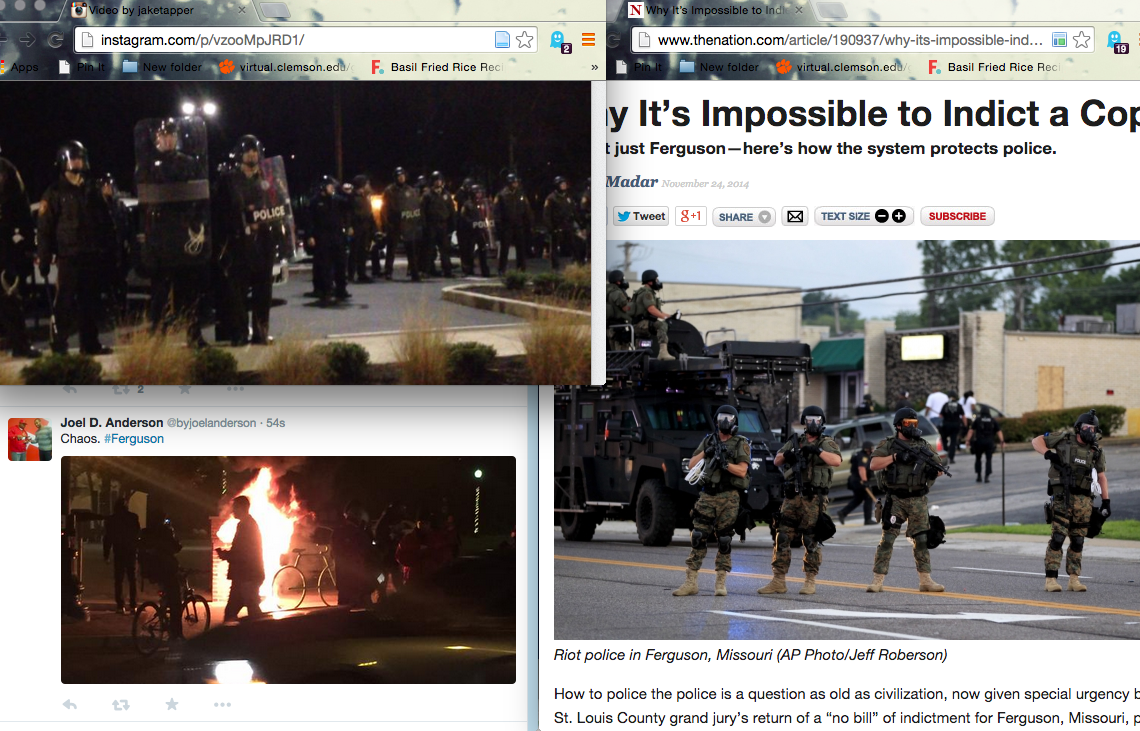 Video by jaketapper
instagram.com/p/vzooMpJRD1/
2
Apps Pin It New folder virtual.clemson.edu/ Basil Fried Rice Reci »
POLICE
POLICE
2
Joel D. Anderson @byjoelanderson · 54s
Chaos. #Ferguson
N Why It's Impossible to Indi
www.thenation.com/article/190937/why-its-impossible-ind...
19
Pin It New folder virtual.clemson.edu/ Basil Fried Rice Reci
y It's Impossible to Indict a Cop
t just Ferguson—here's how the system protects police.
Madar November 24, 2014
Tweet g+1 SHARE TEXT SIZE SUBSCRIBE
POLICE
Riot police in Ferguson, Missouri (AP Photo/Jeff Roberson)
How to police the police is a question as old as civilization, now given special urgency b
St. Louis County grand jury's return of a “no bill” of indictment for Ferguson, Missouri, p